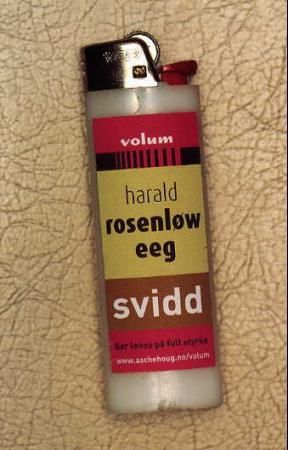 volum
harald
rosenløw
eeg
svidd
Bør leses på full styrke
www.aschehoug.no/volum